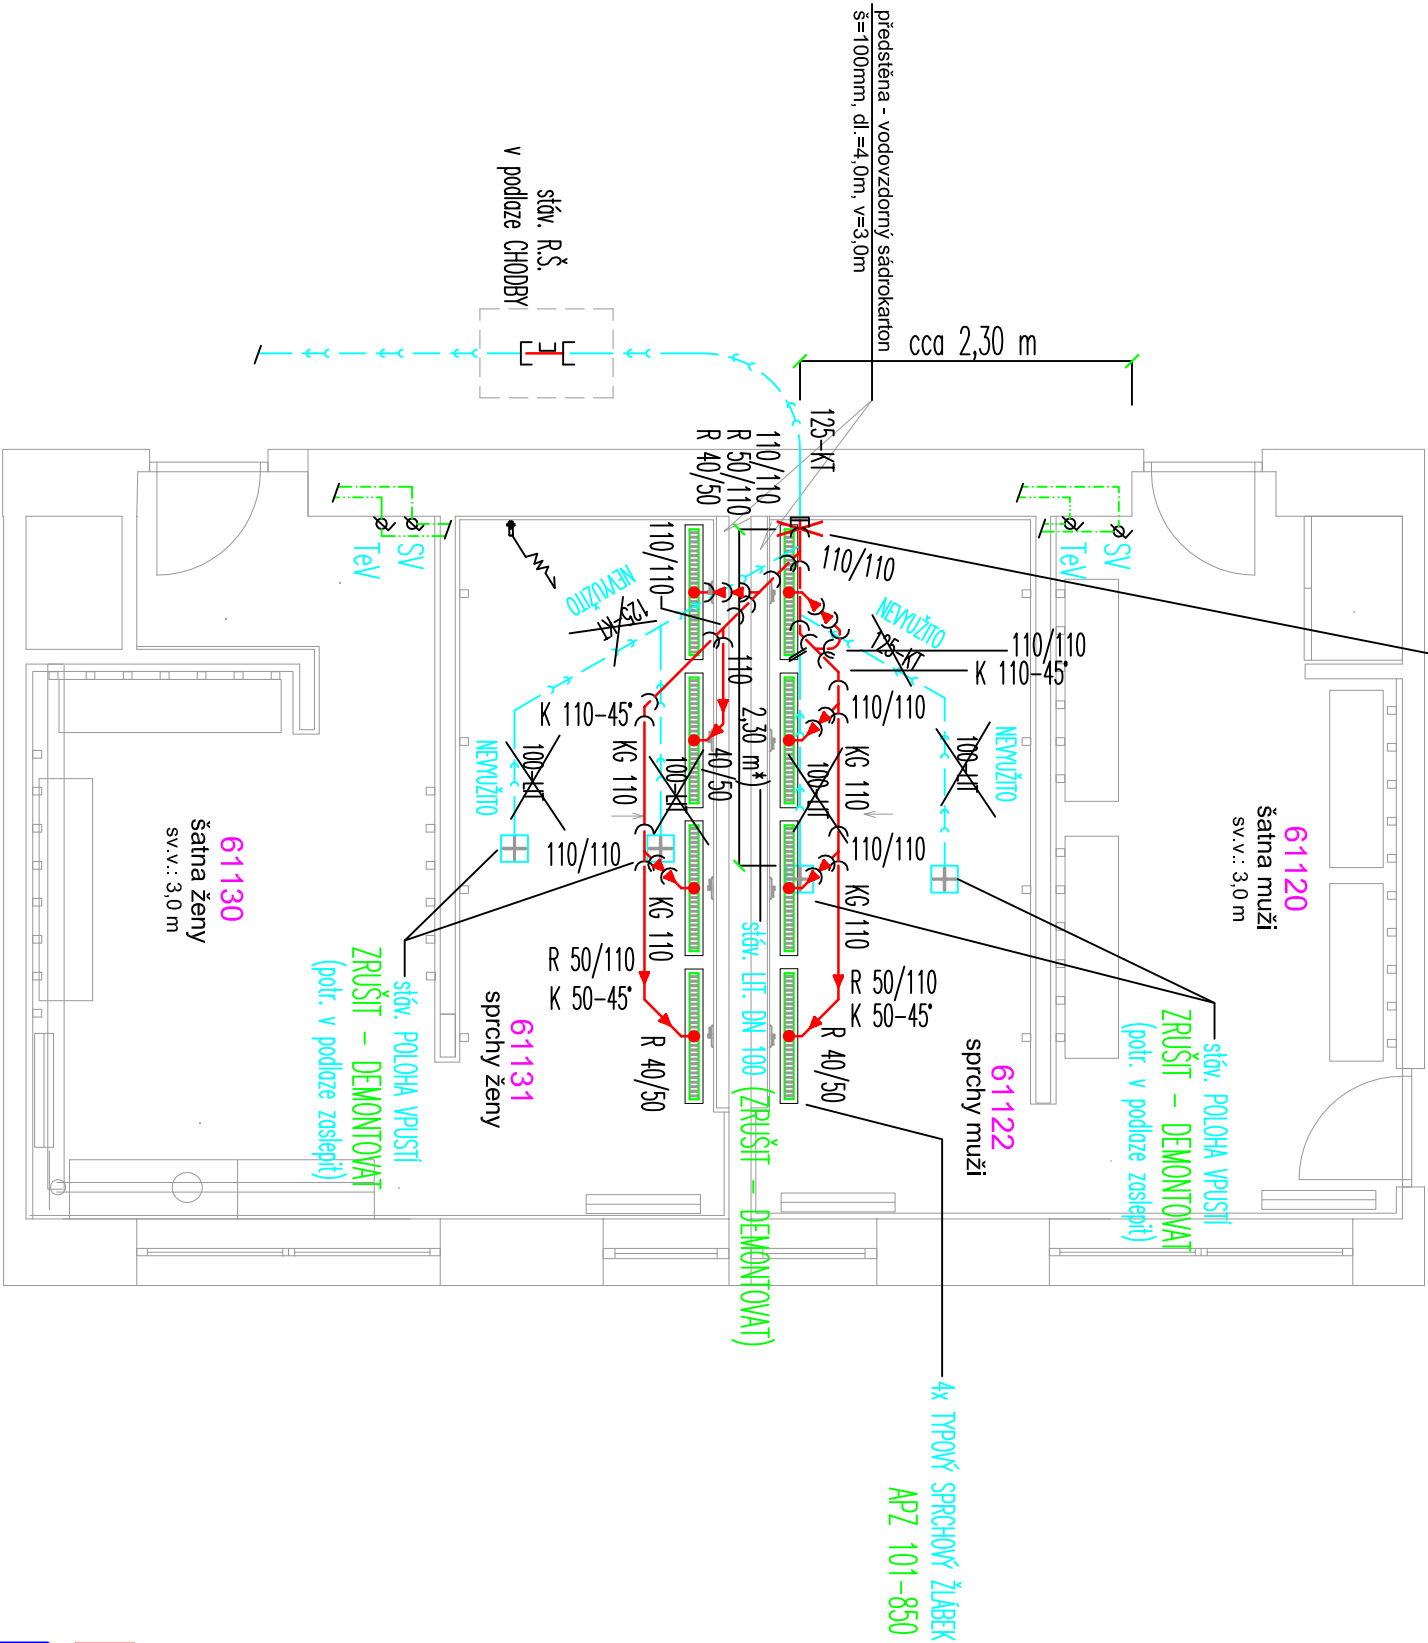 předstěna - vodovzdorný sádrokarton
š=100mm, dl.=4,0m, v=3,0m
cca 2,30 m
stáv. R.Š.
v podlaze CHODBY
125-KT
110/110
R 50/110
R 40/50
SV
TeV
SV
TeV
110/110
110/110
NEVYUŽITO
125-KT
NEVYUŽITO
125-KT
110/110
K 110-45°
110
K 110-45°
110/110
2,30 m*)
40/50
KG 110
KG 110
100-LIT
NEVYUŽITO
100-LIT
100-LIT
100-LIT
NEVYUŽITO
110/110
110/110
KG 110
KG 110
R 50/110
K 50-45°
R 50/110
K 50-45°
R 40/50
R 40/50
61130
šatna ženy
sv.v.: 3,0 m
61120
šatna muži
sv.v.: 3,0 m
61131
sprchy ženy
61122
sprchy muži
stáv. POLOHA VPUSTÍ
ZRUŠIT - DEMONTOVAT
(potr. v podlaze zaslepit)
stáv. POLOHA VPUSTÍ
ZRUŠIT - DEMONTOVAT
(potr. v podlaze zaslepit)
stáv. LIT. DN 100 (ZRUŠIT - DEMONTOVAT)
4x TYPOVÝ SPRCHOVÝ ŽLÁBEK
APZ 101-850